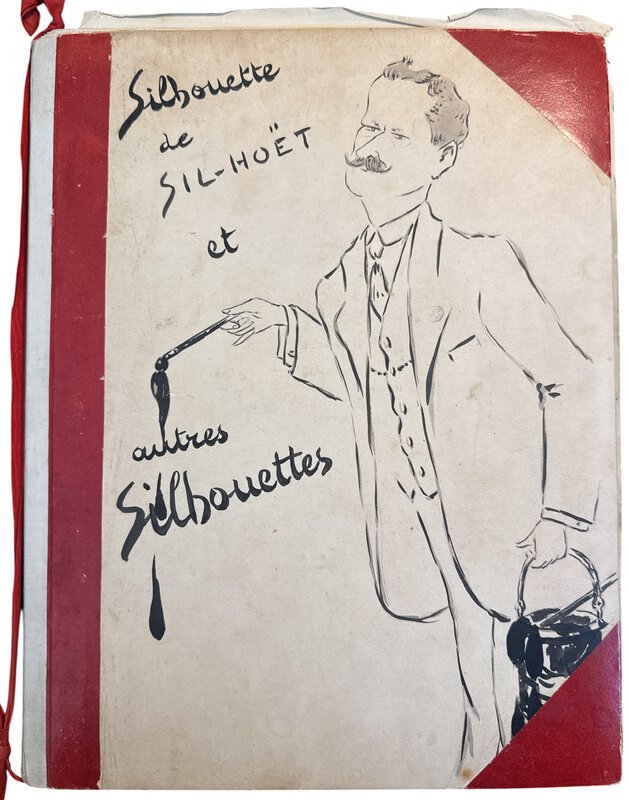 Silhouette
de
SIL-HOËT
et
autres
Silhouettes